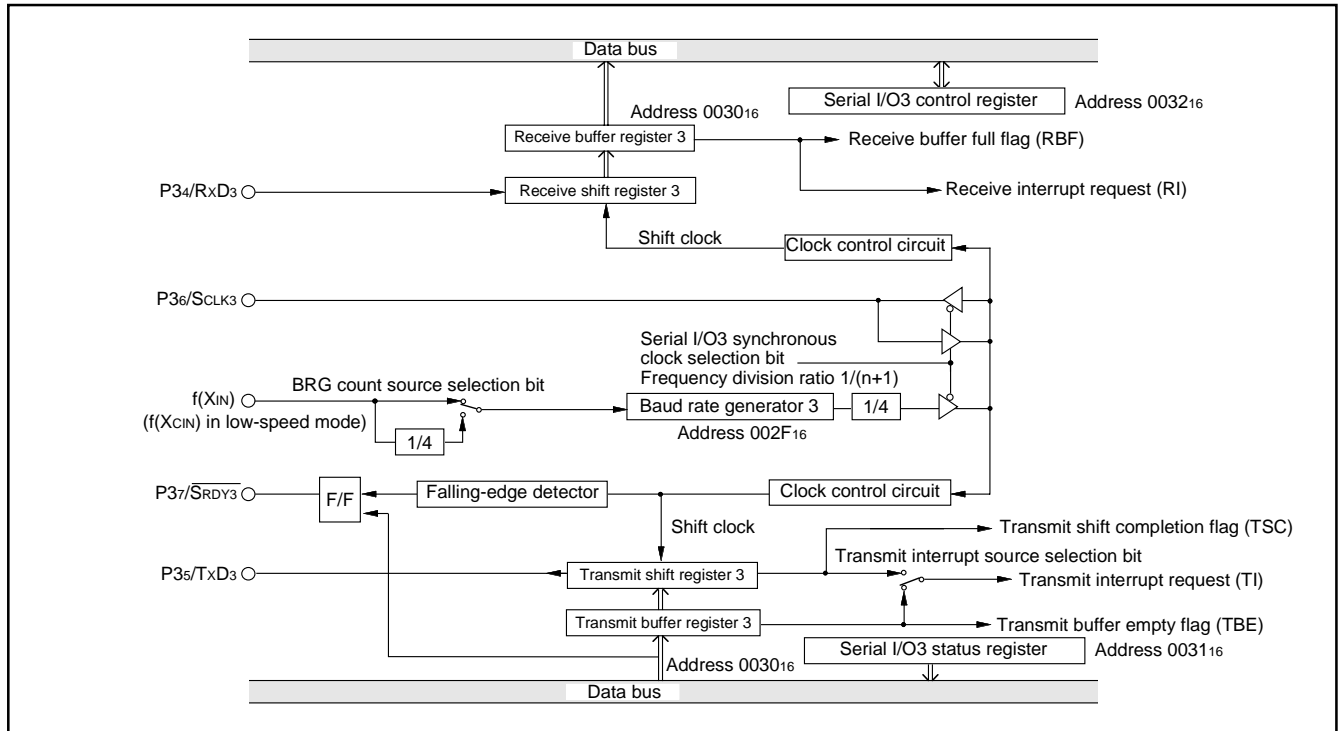 Data bus
Serial I/O3 control register Address 0032₁₆
Address 0030₁₆
Receive buffer register 3 Receive buffer full flag (RBF)
P3₄/RxD₃ Receive shift register 3 Receive interrupt request (RI)
Shift clock Clock control circuit
P3₆/SCLK3
Serial I/O3 synchronous
clock selection bit
BRG count source selection bit Frequency division ratio 1/(n+1)
f(XIN) Baud rate generator 3 1/4
(f(XCIN) in low-speed mode) 1/4 Address 002F₁₆
P3₇/S̅R̅D̅Y̅3̅ F/F Falling-edge detector Clock control circuit
Shift clock Transmit shift completion flag (TSC)
Transmit interrupt source selection bit
P3₅/TxD₃ Transmit shift register 3 Transmit interrupt request (TI)
Transmit buffer register 3 Transmit buffer empty flag (TBE)
Address 0030₁₆ Serial I/O3 status register Address 0031₁₆
Data bus